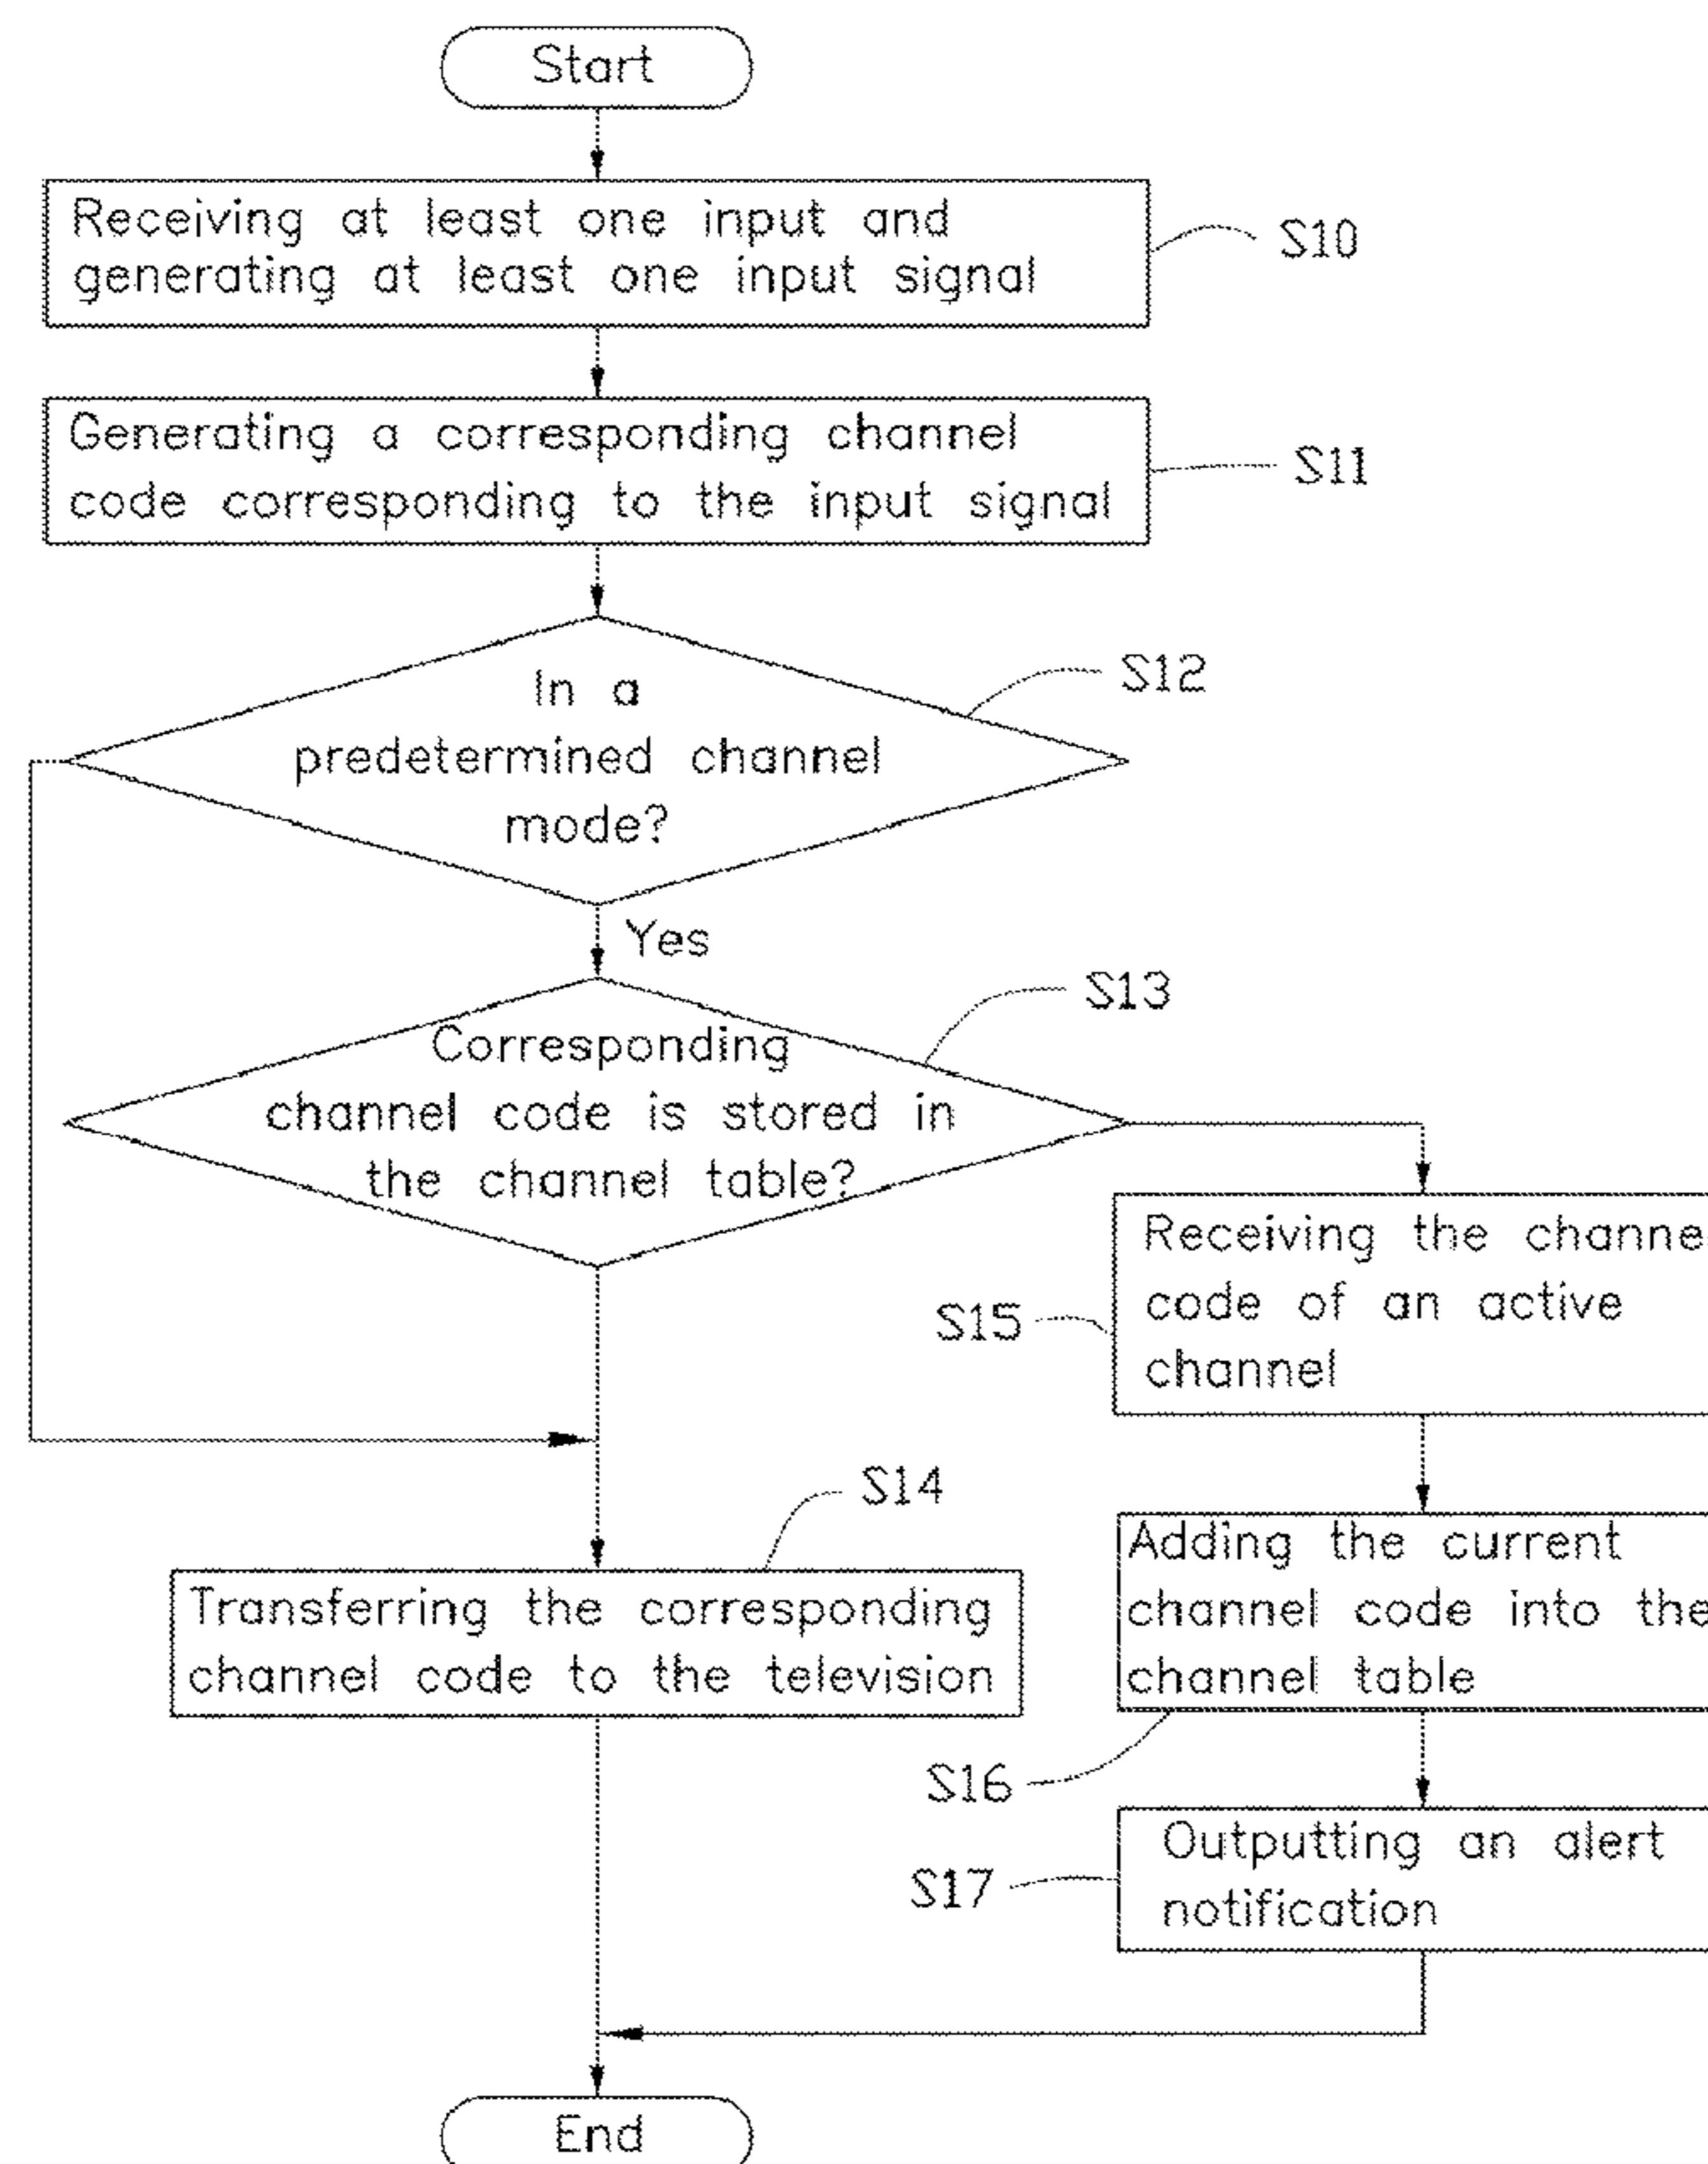 Start
Receiving at least one input and
generating at least one input signal
S10
Generating a corresponding channel
code corresponding to the input signal
S11
In a
predetermined channel
mode?
S12
Yes
Corresponding
channel code is stored in
the channel table?
S13
Receiving the channe
code of an active
channel
S15
S14
Transferring the corresponding
channel code to the television
Adding the current
channel code into the
channel table
S16
Outputting an alert
notification
S17
End